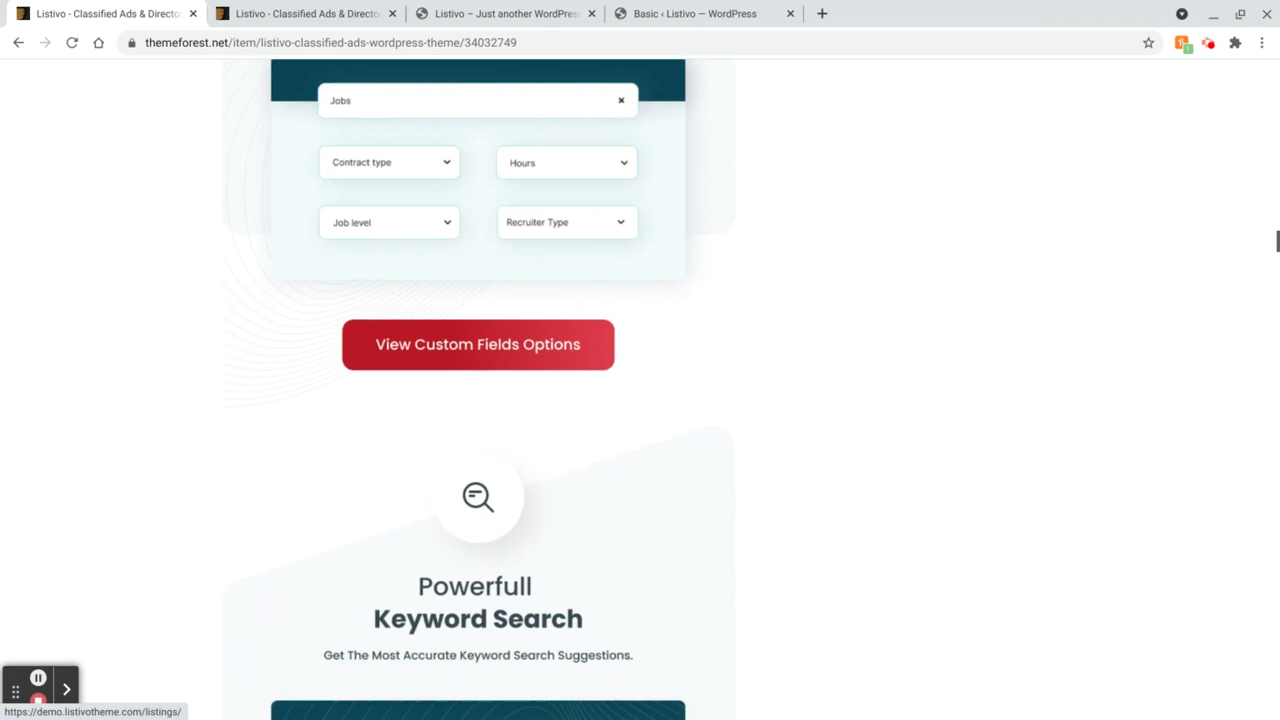 Listivo - Classified Ads & Directo
Listivo - Classified Ads & Directo
Listivo – Just another WordPress
Basic ‹ Listivo — WordPress
themeforest.net/item/listivo-classified-ads-wordpress-theme/34032749
1
Jobs
Contract type
Hours
Job level
Recruiter Type
View Custom Fields Options
Powerfull
Keyword Search
Get The Most Accurate Keyword Search Suggestions.
https://demo.listivotheme.com/listings/